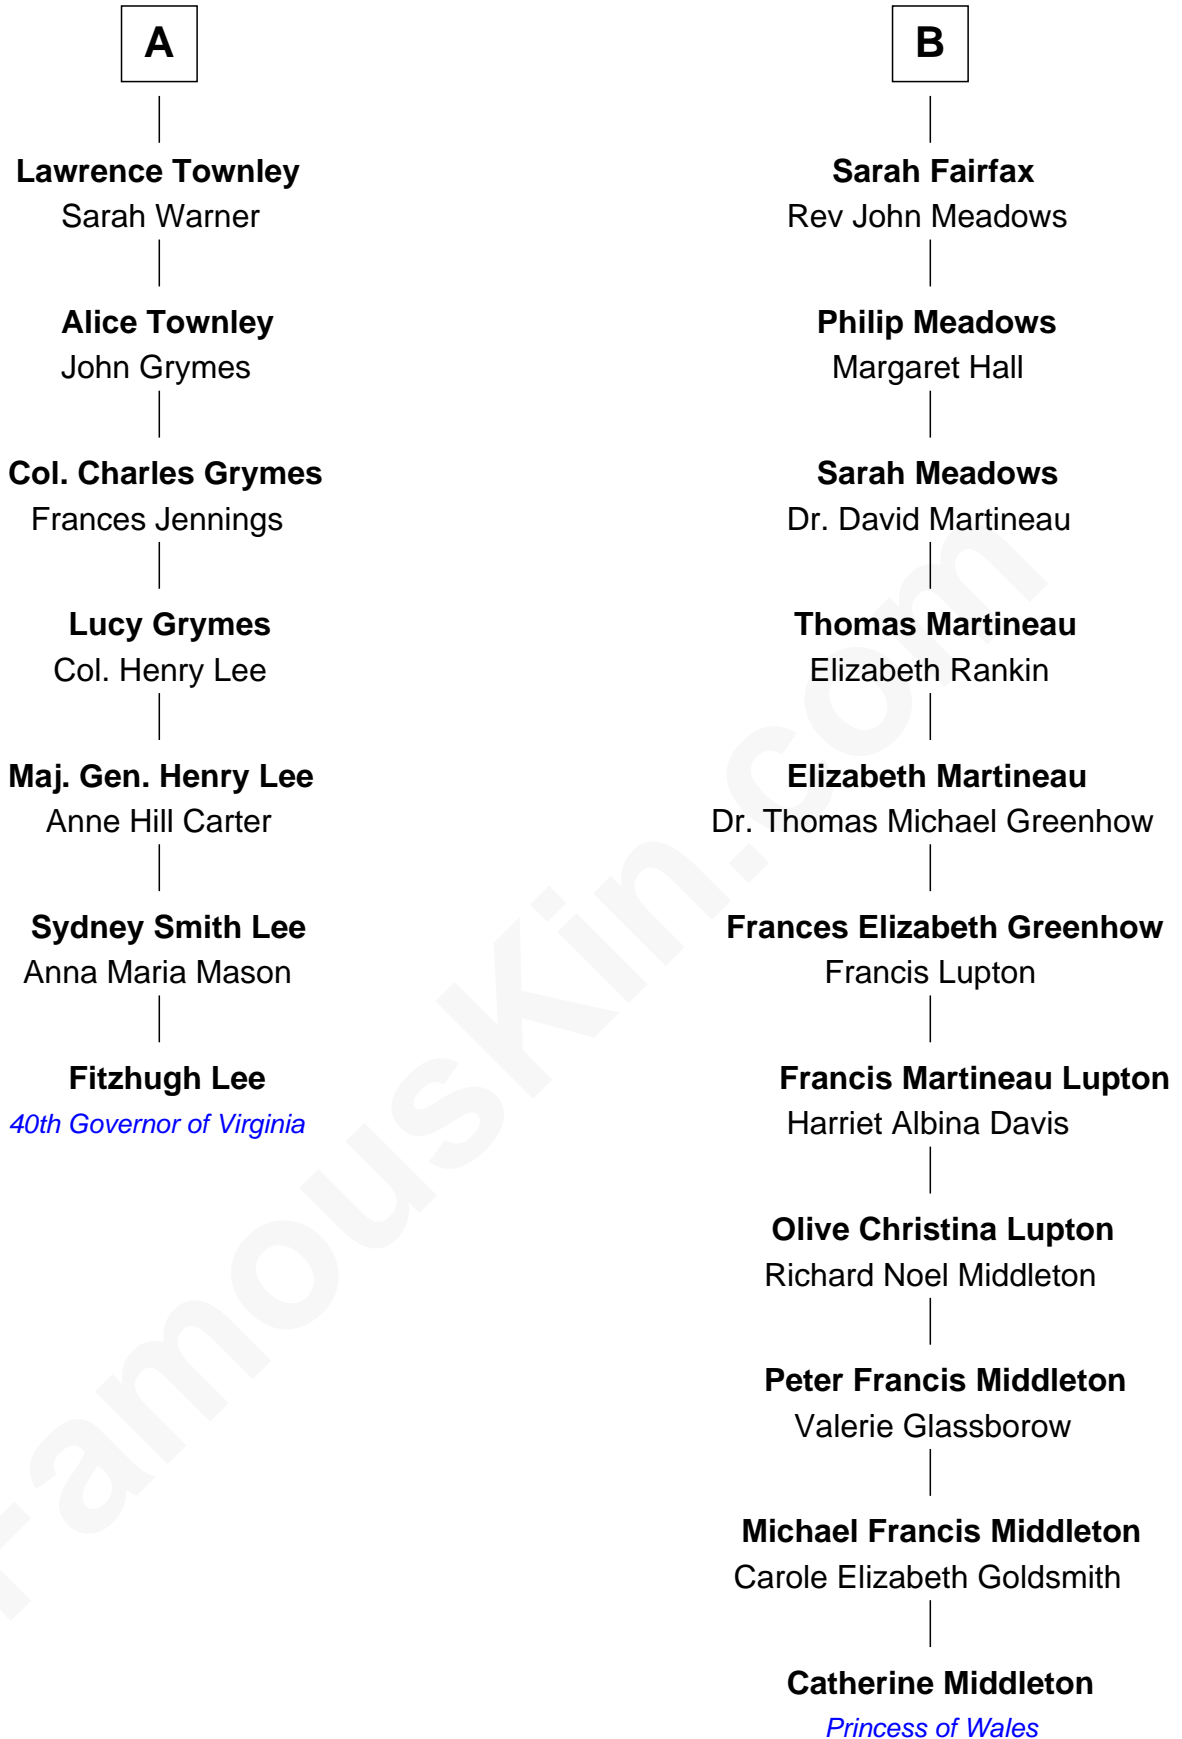 A
Lawrence Townley
Sarah Warner
Alice Townley
John Grymes
Col. Charles Grymes
Frances Jennings
Lucy Grymes
Col. Henry Lee
Maj. Gen. Henry Lee
Anne Hill Carter
Sydney Smith Lee
Anna Maria Mason
Fitzhugh Lee
40th Governor of Virginia
B
Sarah Fairfax
Rev John Meadows
Philip Meadows
Margaret Hall
Sarah Meadows
Dr. David Martineau
Thomas Martineau
Elizabeth Rankin
Elizabeth Martineau
Dr. Thomas Michael Greenhow
Frances Elizabeth Greenhow
Francis Lupton
Francis Martineau Lupton
Harriet Albina Davis
Olive Christina Lupton
Richard Noel Middleton
Peter Francis Middleton
Valerie Glassborow
Michael Francis Middleton
Carole Elizabeth Goldsmith
Catherine Middleton
Princess of Wales
FamousKin.com